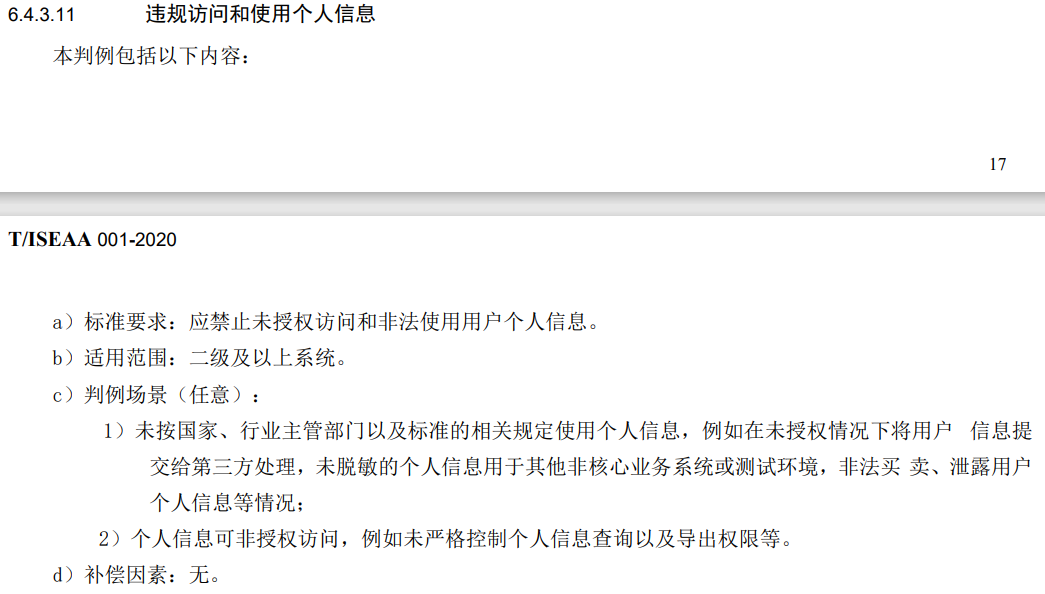 6.4.3.11 违规访问和使用个人信息
本判例包括以下内容：
17
T/ISEAA 001-2020
a）标准要求：应禁止未授权访问和非法使用用户个人信息。
b）适用范围：二级及以上系统。
c）判例场景（任意）：
1）未按国家、行业主管部门以及标准的相关规定使用个人信息，例如在未授权情况下将用户 信息提
交给第三方处理，未脱敏的个人信息用于其他非核心业务系统或测试环境，非法买 卖、泄露用户
个人信息等情况；
2）个人信息可非授权访问，例如未严格控制个人信息查询以及导出权限等。
d）补偿因素：无。